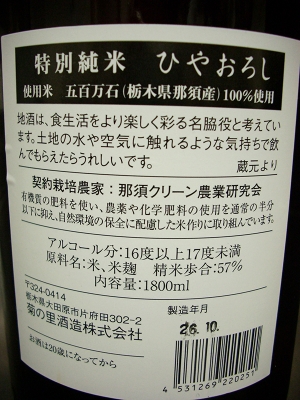 特別純米 ひやおろし
使用米 五百万石（栃木県那須産）100％使用
地酒は、食生活をより楽しく彩る名脇役と考えています。土地の水や空気に触れるような気持ちで飲んでもらえたらうれしいです。
蔵元より
契約栽培農家：那須クリーン農業研究会
有機質の肥料を使い、農薬や化学肥料の使用を通常の半分
以下に抑え、自然環境の保全に配慮した米作りに取り組んでいます。
アルコール分：16度以上17度未満
原料名：米、米麹 精米歩合：57%
内容量：1800ml
〒324-0414
栃木県大田原市片府田302-2
菊の里酒造株式会社
お酒は20歳になってから
製造年月
26.10.
4 531269 220251